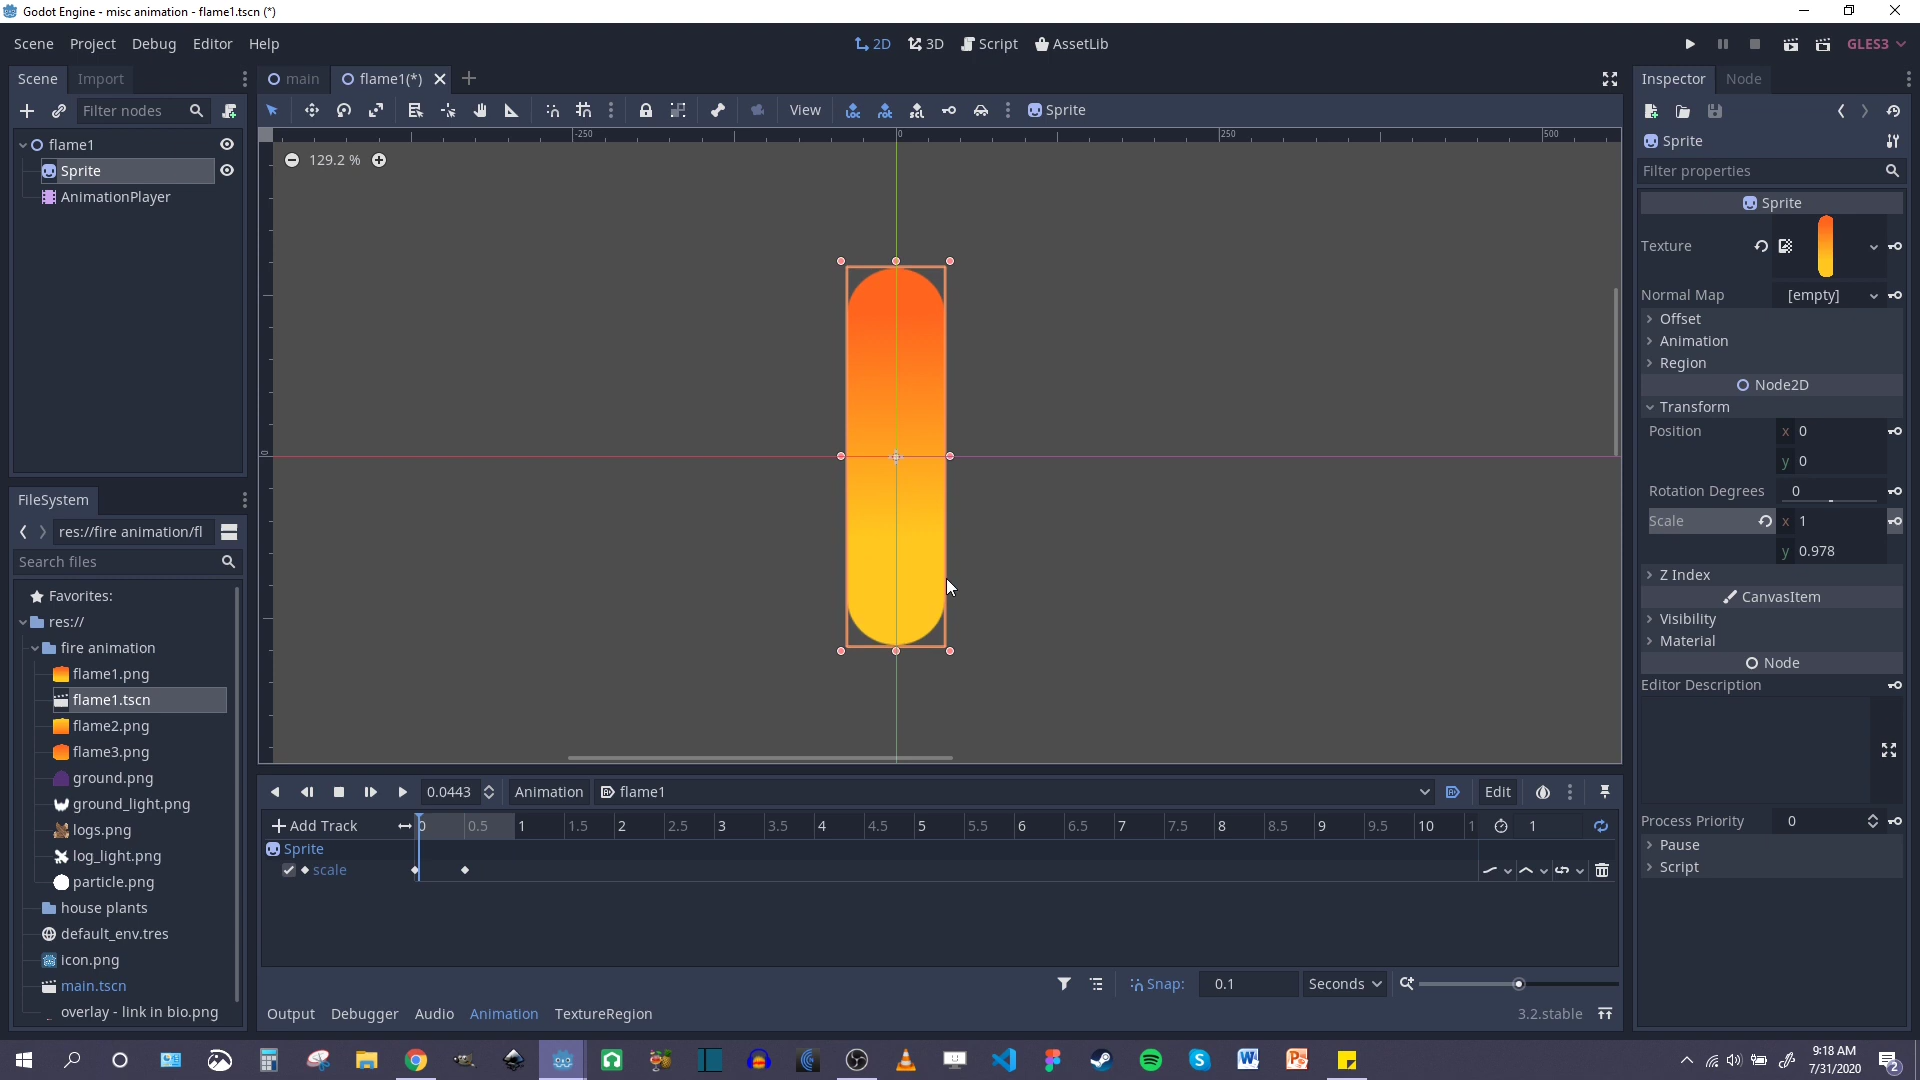 Godot Engine - misc animation - flame1.tscn (*)
Scene Project Debug Editor Help
2D 3D Script AssetLib
GLES3
Scene Import
main flame1(*)
Inspector Node
Filter nodes
View
Sprite
flame1
Sprite
AnimationPlayer
-250 0 250 500
129.2 %
0
Sprite
Filter properties
Sprite
Texture
Normal Map [empty]
Offset
Animation
Region
Node2D
Transform
Position x 0
y 0
Rotation Degrees 0
Scale x 1
y 0.978
Z Index
CanvasItem
Visibility
Material
Node
Editor Description
Process Priority 0
Pause
Script
FileSystem
res://fire animation/fl
Search files
Favorites:
res://
fire animation
flame1.png
flame1.tscn
flame2.png
flame3.png
ground.png
ground_light.png
logs.png
log_light.png
particle.png
house plants
default_env.tres
icon.png
main.tscn
overlay - link in bio.png
0.0443 Animation flame1 Edit
Add Track 0 0.5 1 1.5 2 2.5 3 3.5 4 4.5 5 5.5 6 6.5 7 7.5 8 8.5 9 9.5 10 1 1
Sprite
scale
Snap: 0.1 Seconds
Output Debugger Audio Animation TextureRegion
3.2.stable
9:18 AM
7/31/2020
2